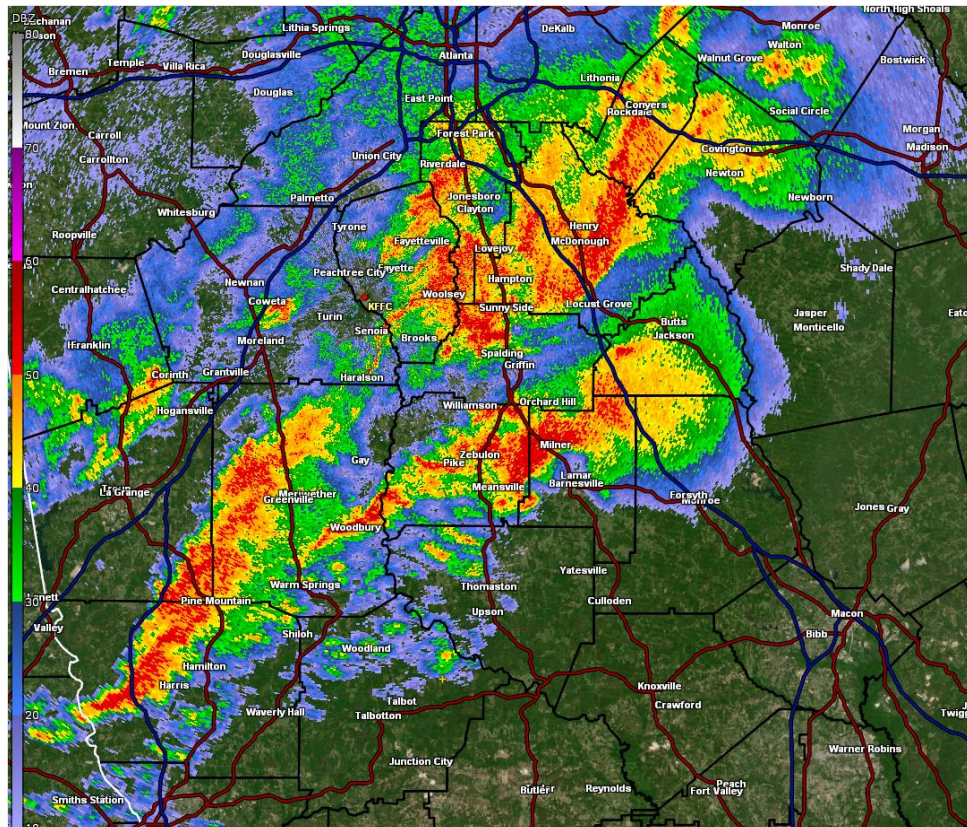 DBZ
80
North High Shoals
Lithia Springs
DeKalb
Monroe
Walton
Atlanta
Walnut Grove
Bostwick
Temple
Villa Rica
Douglasville
Bremen
Lithonia
Douglas
East Point
Conyers
Rockdale
Social Circle
Mount Zion
Carroll
Forest Park
Morgan
Madison
Carrollton
70
Union City
Covington
Riverdale
Newton
Palmetto
Jonesboro
Clayton
Newborn
Whitesburg
Tyrone
Henry
McDonough
Roopville
Fayetteville
Lovejoy
60
Peachtree City
Fayette
Shady Dale
Centralhatchee
Newnan
Hampton
Coweta
Woolsey
KFFC
Sunny Side
Locust Grove
Turin
Jasper
Monticello
Senoia
Butts
Jackson
Moreland
Brooks
Franklin
Spalding
Griffin
50
Corinth
Grantville
Haralson
Hogansville
Williamson
Orchard Hill
Milner
Gay
Zebulon
Pike
40
Troup
La Grange
Meriwether
Greenville
Meansville
Lamar
Barnesville
Forsyth
Monroe
Jones
Gray
Woodbury
Yatesville
30
Warm Springs
Thomaston
Pine Mountain
Culloden
Upson
Macon
Valley
Shiloh
Bibb
Woodland
Hamilton
Harris
Talbot
Knoxville
Crawford
20
Waverly Hall
Talbotton
Warner Robins
Junction City
Smiths Station
Butler
Reynolds
Peach
Fort Valley
10